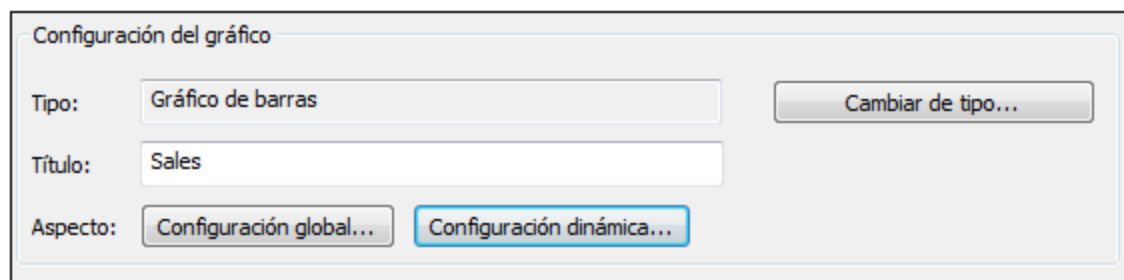 Configuración del gráfico
Tipo: Gráfico de barras Cambiar de tipo...
Título: Sales
Aspecto: Configuración global... Configuración dinámica...